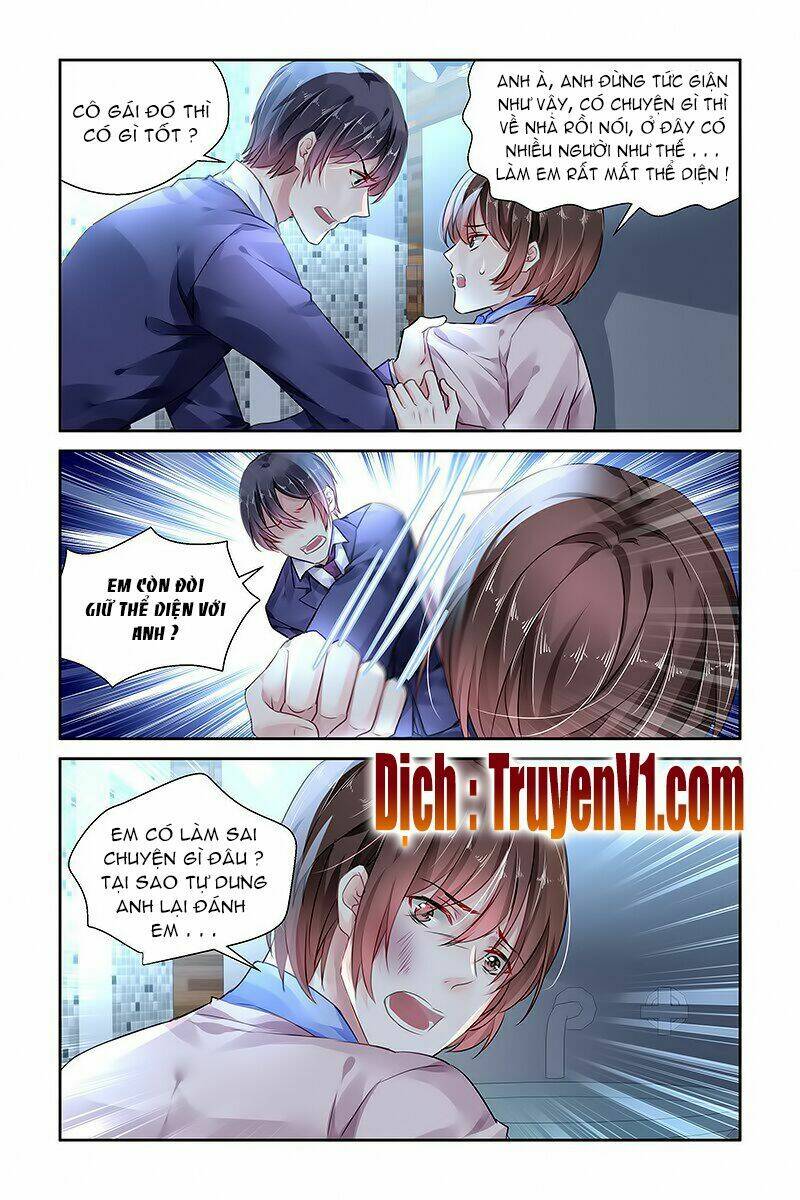 CÔ GÁI ĐÓ THÌ
CÓ GÌ TỐT ?
ANH À, ANH ĐỪNG TỨC GIẬN
NHƯ VẬY, CÓ CHUYỆN GÌ THÌ
VỀ NHÀ RỒI NÓI, Ở ĐÂY CÓ
NHIỀU NGƯỜI NHƯ THẾ . . .
LÀM EM RẤT MẤT THỂ DIỆN !
EM CÒN ĐÒI
GIỮ THỂ DIỆN VỚI
ANH ?
Dịch : TruyenV1.com
EM CÓ LÀM SAI
CHUYỆN GÌ ĐÂU ?
TẠI SAO TỰ DƯNG
ANH LẠI ĐÁNH
EM . . .